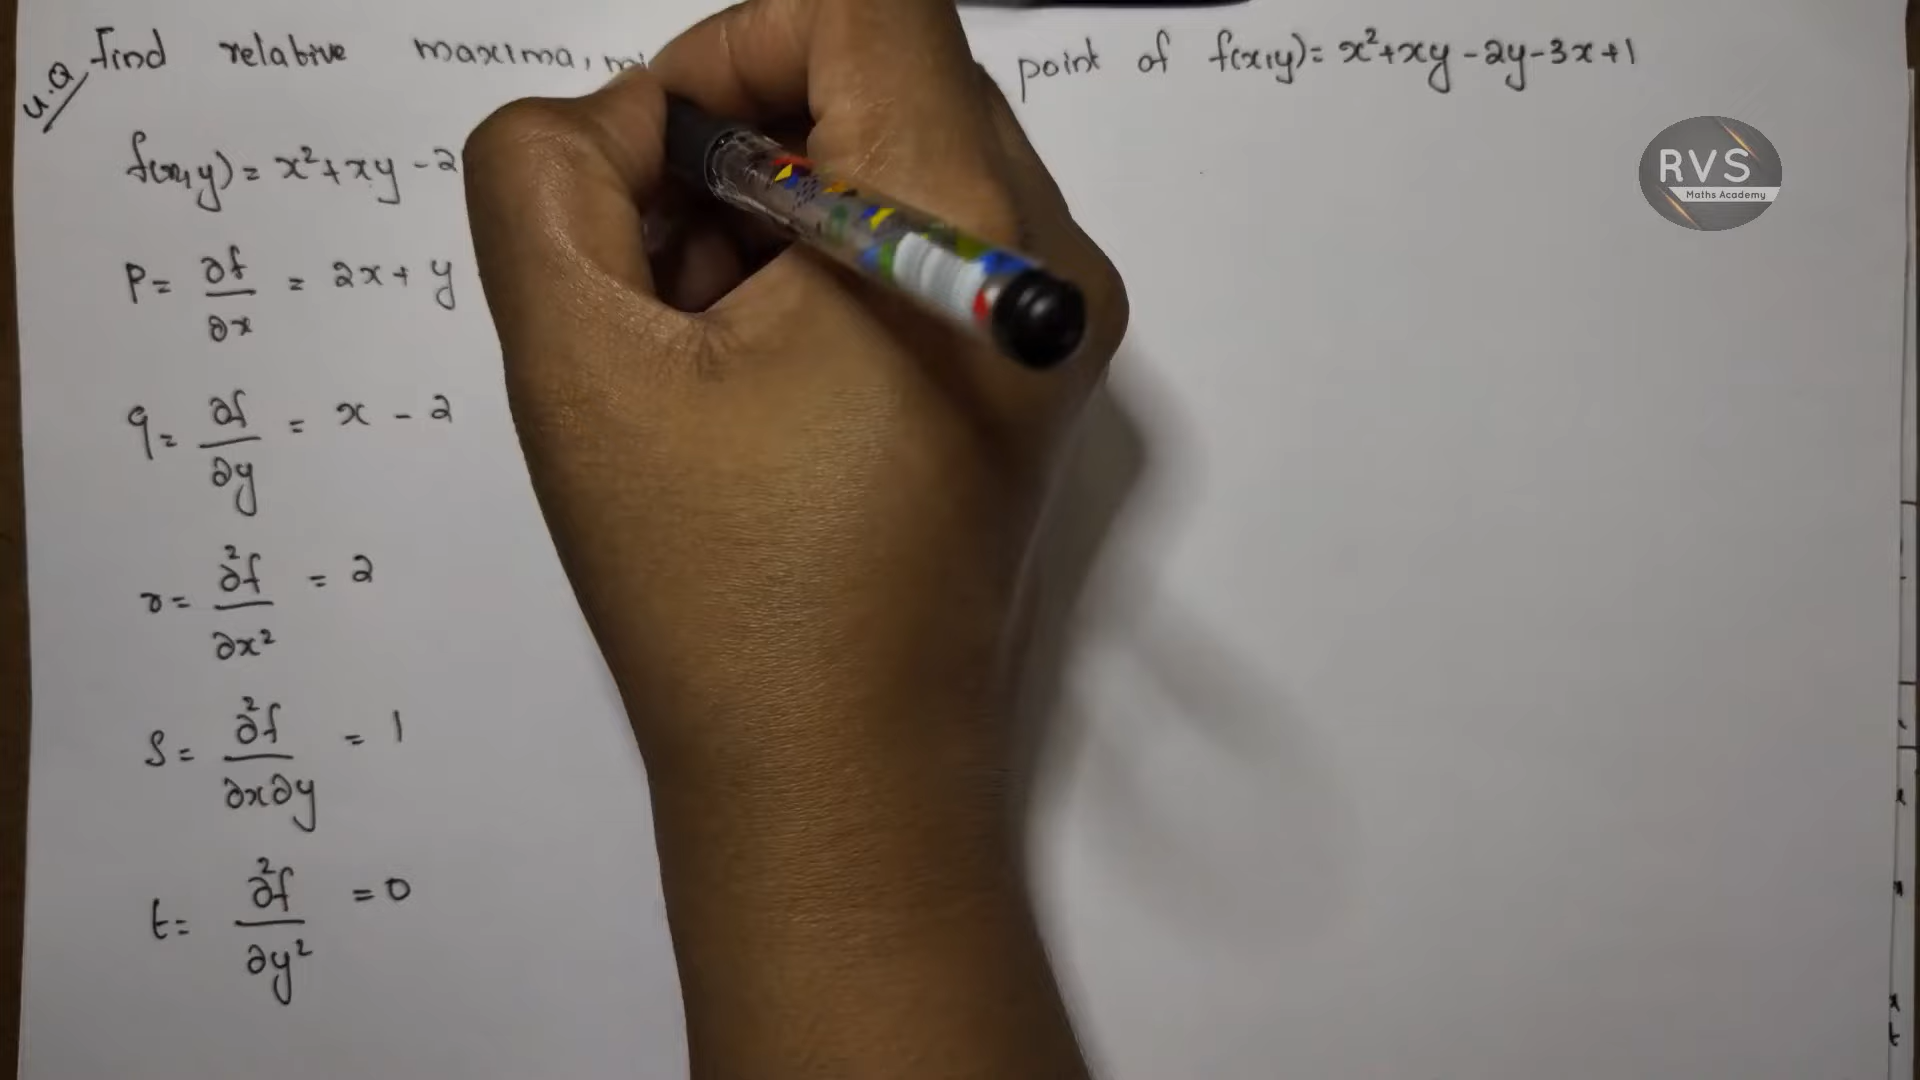 U.Q Find relative maxima, point of f(x,y)= x²+xy-2y-3x+1
RVS
Maths Academy
f(x,y)= x²+xy-2
P= ∂f/∂x = 2x+y
q= ∂f/∂y = x-2
r= ∂²f/∂x² = 2
S= ∂²f/∂x∂y = 1
t= ∂²f/∂y² =0